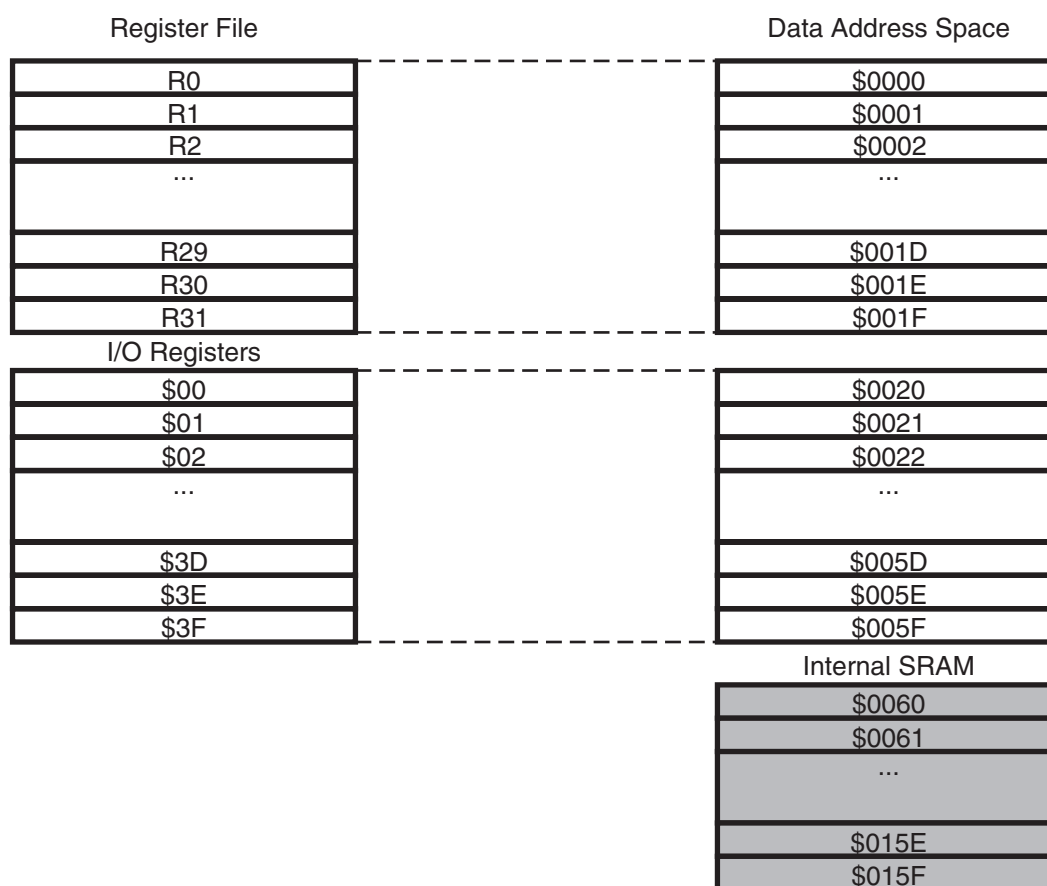 Register File
Data Address Space
R0
$0000
R1
$0001
R2
$0002
...
...
R29
$001D
R30
$001E
R31
$001F
I/O Registers
$00
$0020
$01
$0021
$02
$0022
...
...
$3D
$005D
$3E
$005E
$3F
$005F
Internal SRAM
$0060
$0061
...
$015E
$015F